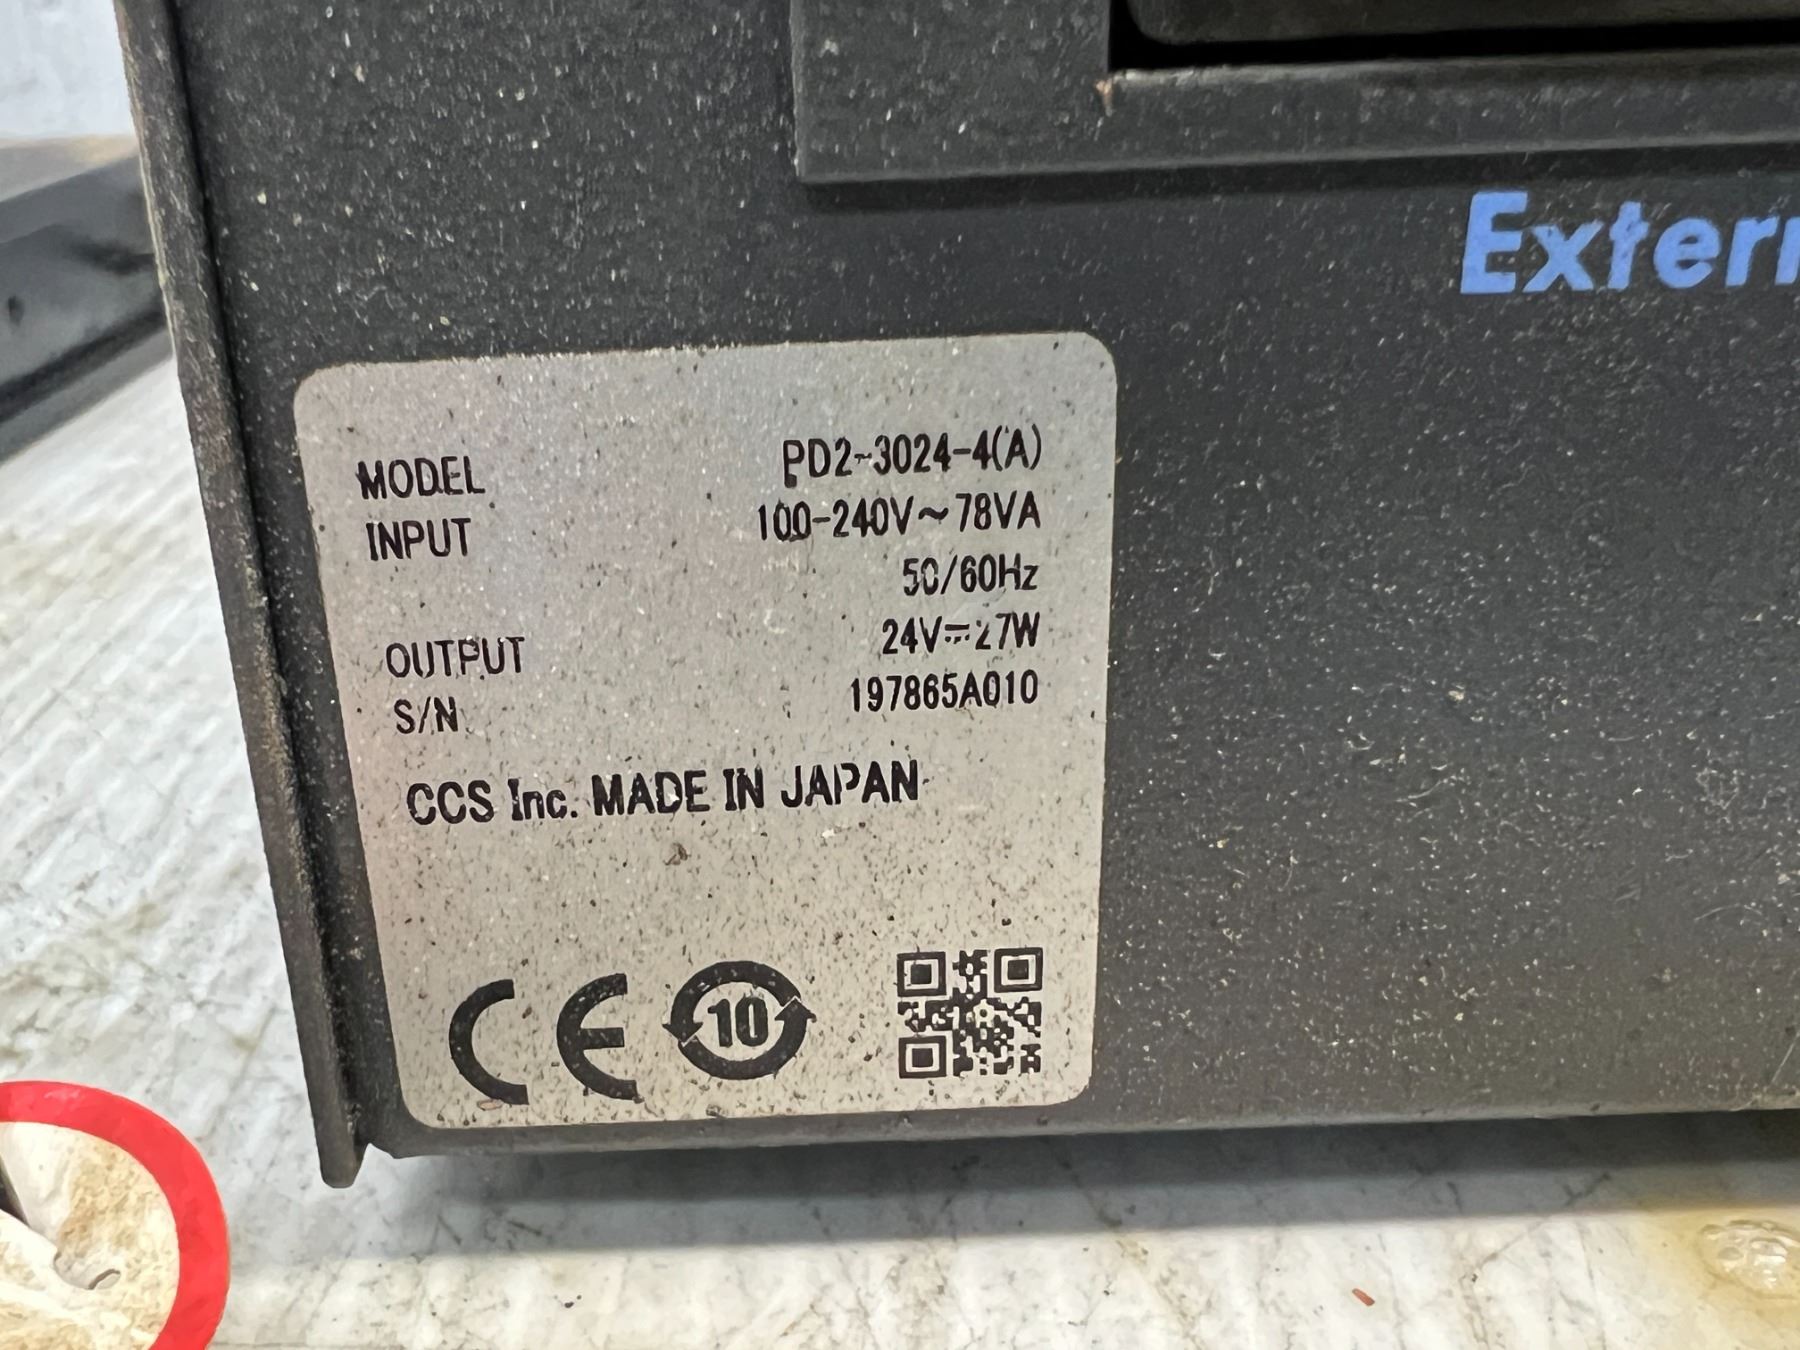 Extern
MODEL PD2-3024-4(A)
INPUT 100-240V~78VA
50/60Hz
OUTPUT 24V⎓27W
S/N 197865A010
CCS Inc. MADE IN JAPAN
CE 10